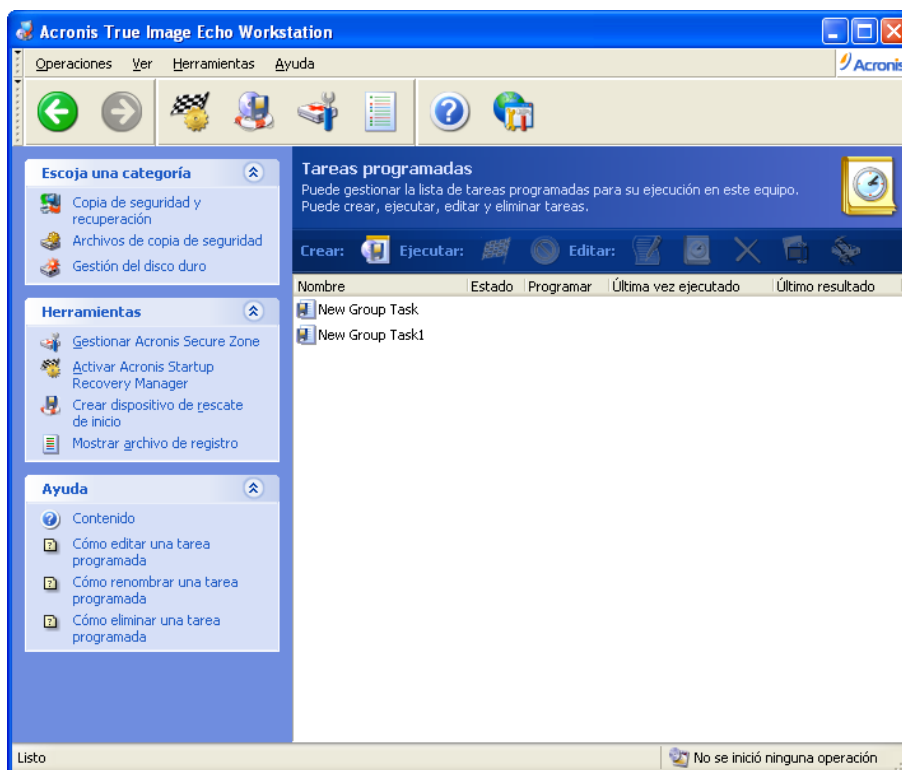 Acronis True Image Echo Workstation
Operaciones Ver Herramientas Ayuda
Acronis
Escoja una categoría
Copia de seguridad y
recuperación
Archivos de copia de seguridad
Gestión del disco duro
Herramientas
Gestionar Acronis Secure Zone
Activar Acronis Startup
Recovery Manager
Crear dispositivo de rescate
de inicio
Mostrar archivo de registro
Ayuda
Contenido
Cómo editar una tarea
programada
Cómo renombrar una tarea
programada
Cómo eliminar una tarea
programada
Tareas programadas
Puede gestionar la lista de tareas programadas para su ejecución en este equipo.
Puede crear, ejecutar, editar y eliminar tareas.
Crear: Ejecutar: Editar:
Nombre Estado Programar Última vez ejecutado Último resultado
New Group Task
New Group Task1
Listo
No se inició ninguna operación